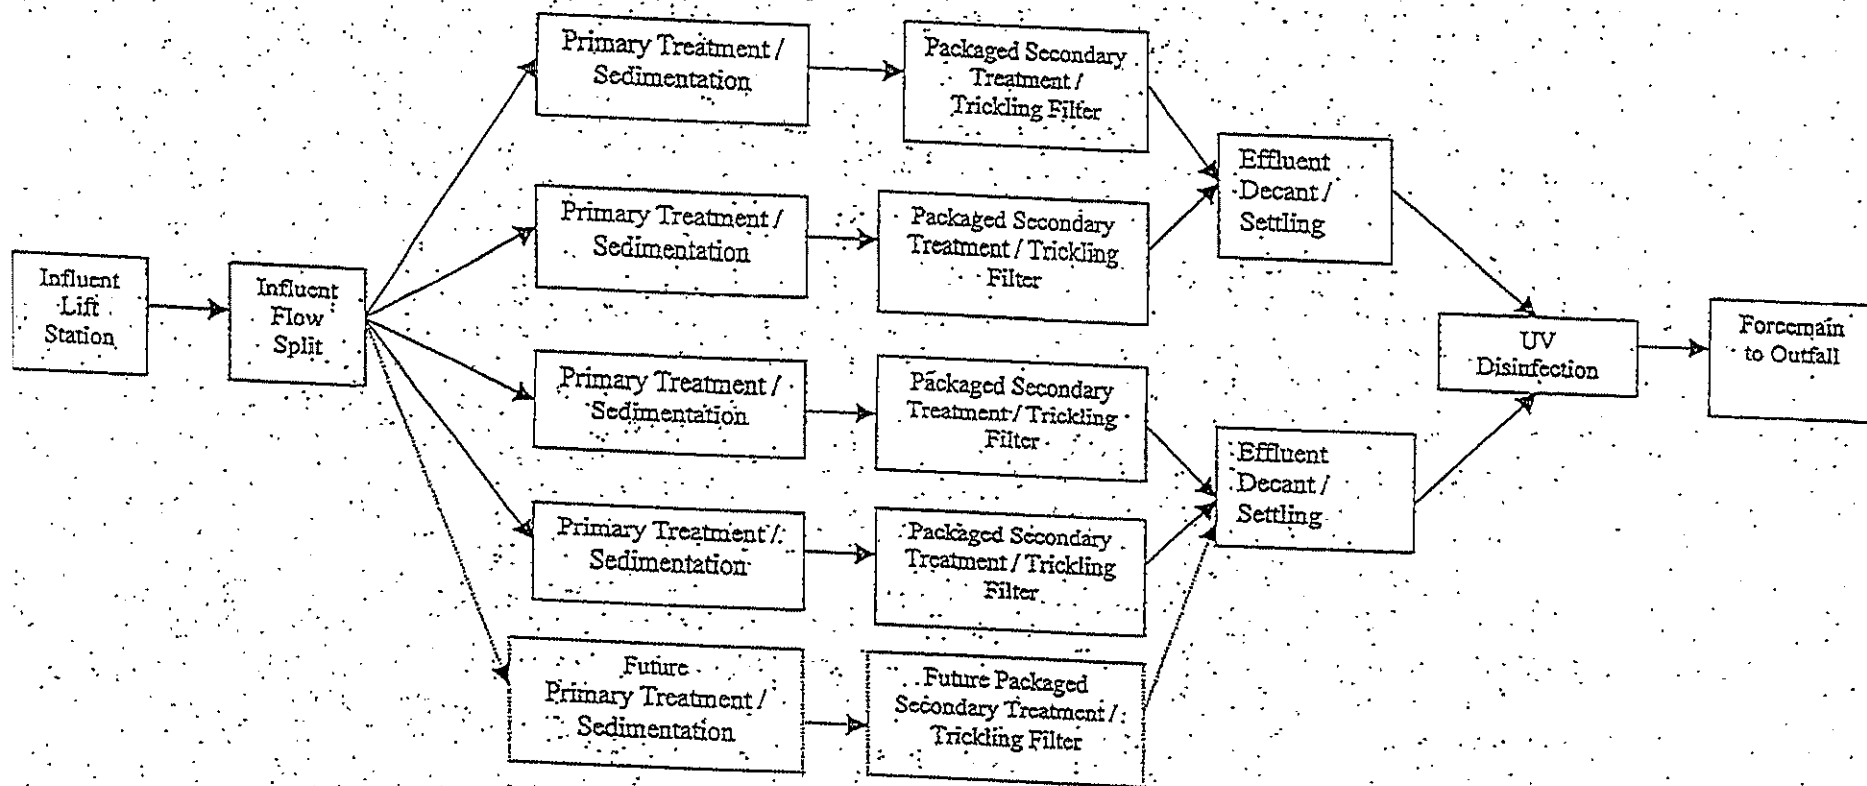 Influent
Lift
Station
Influent
Flow
Split
Primary Treatment /
Sedimentation
Packaged Secondary
Treatment /
Trickling Filter
Primary Treatment /
Sedimentation
Packaged Secondary
Treatment / Trickling
Filter
Primary Treatment /
Sedimentation
Packaged Secondary
Treatment / Trickling
Filter
Primary Treatment /
Sedimentation
Packaged Secondary
Treatment / Trickling
Filter
Future
Primary Treatment /
Sedimentation
Future Packaged
Secondary Treatment /
Trickling Filter
Effluent
Decant /
Settling
Effluent
Decant /
Settling
UV
Disinfection
Forcemain
to Outfall